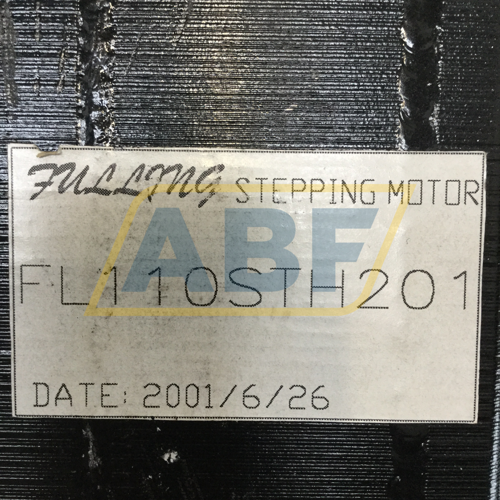 FULLING STEPPING MOTOR
ABF
FL110STH201
DATE: 2001/6/26